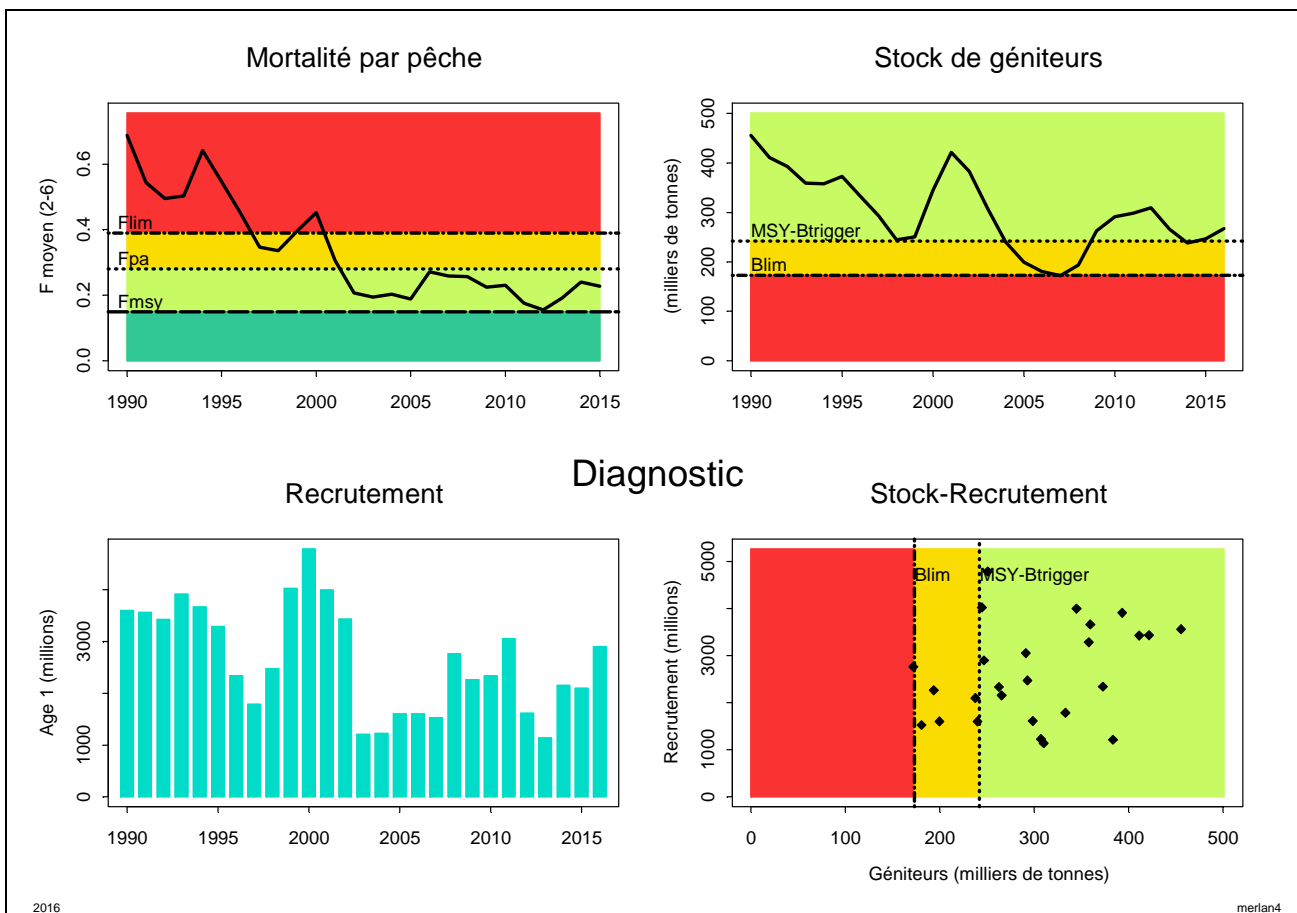 Mortalité par pêche
F moyen (2-6)
0.0 0.2 0.4 0.6
Flim
Fpa
Fmsy
1990 1995 2000 2005 2010 2015
Stock de géniteurs
(milliers de tonnes)
0 100 200 300 400 500
MSY-Btrigger
Blim
1990 1995 2000 2005 2010 2015
Diagnostic
Recrutement
Age 1 (millions)
0 1000 3000
1990 1995 2000 2005 2010 2015
Stock-Recrutement
Recrutement (millions)
0 1000 3000 5000
Blim
MSY-Btrigger
0 100 200 300 400 500
Géniteurs (milliers de tonnes)
2016
merlan4